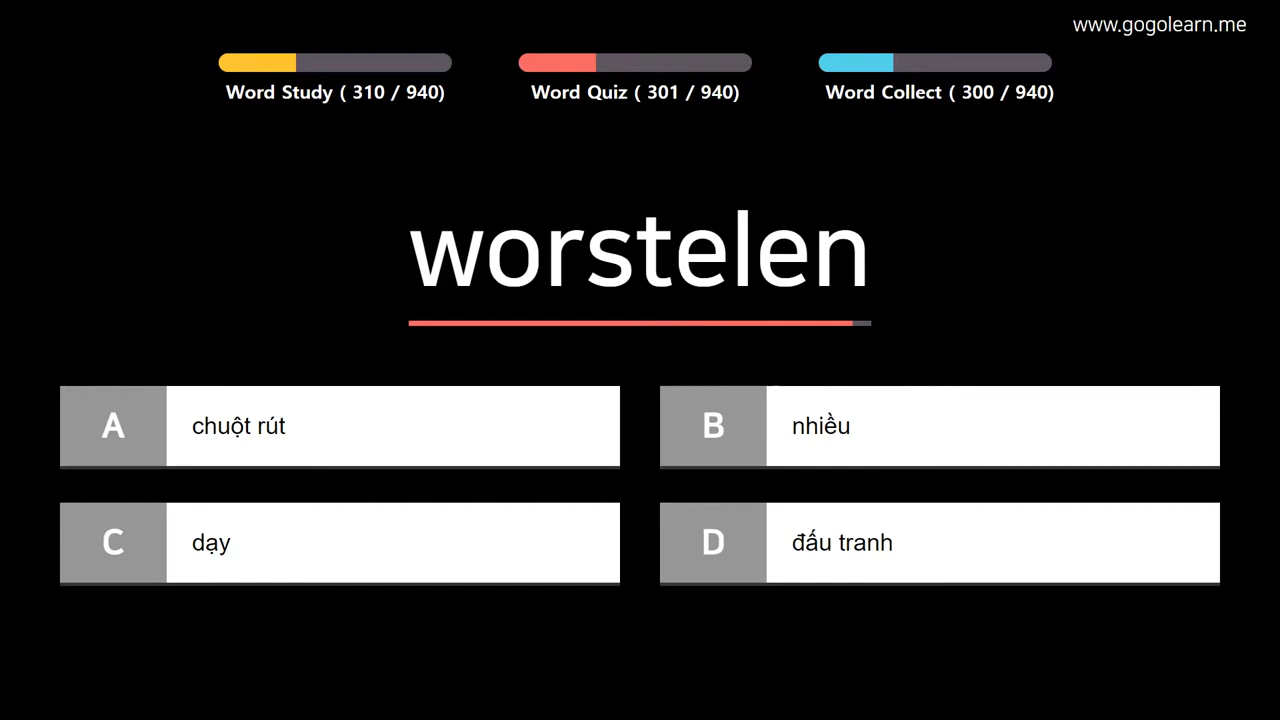 www.gogolearn.me
Word Study ( 310 / 940)
Word Quiz ( 301 / 940)
Word Collect ( 300 / 940)
worstelen
A chuột rút
B nhiều
C dạy
D đấu tranh